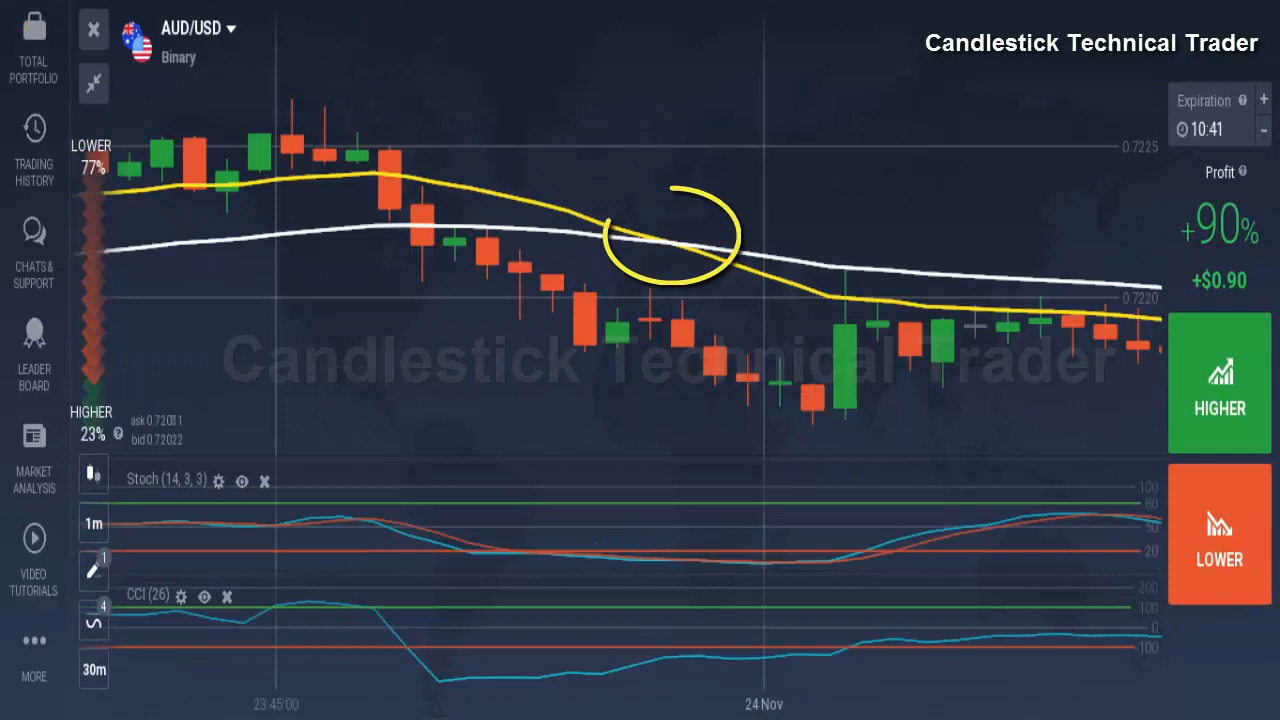 TOTAL
PORTFOLIO
TRADING
HISTORY
CHATS &
SUPPORT
LEADER
BOARD
MARKET
ANALYSIS
VIDEO
TUTORIALS
MORE
AUD/USD
Binary
Candlestick Technical Trader
LOWER
77%
HIGHER
23%
ask 0.72031
bid 0.72022
0.7225
0.7220
Candlestick Technical Trader
Expiration
10:41
Profit
+90%
+$0.90
HIGHER
LOWER
Stoch (14, 3, 3)
100
80
50
20
1m
1
CCI (26)
200
100
0
-100
4
30m
23:45:00
24 Nov